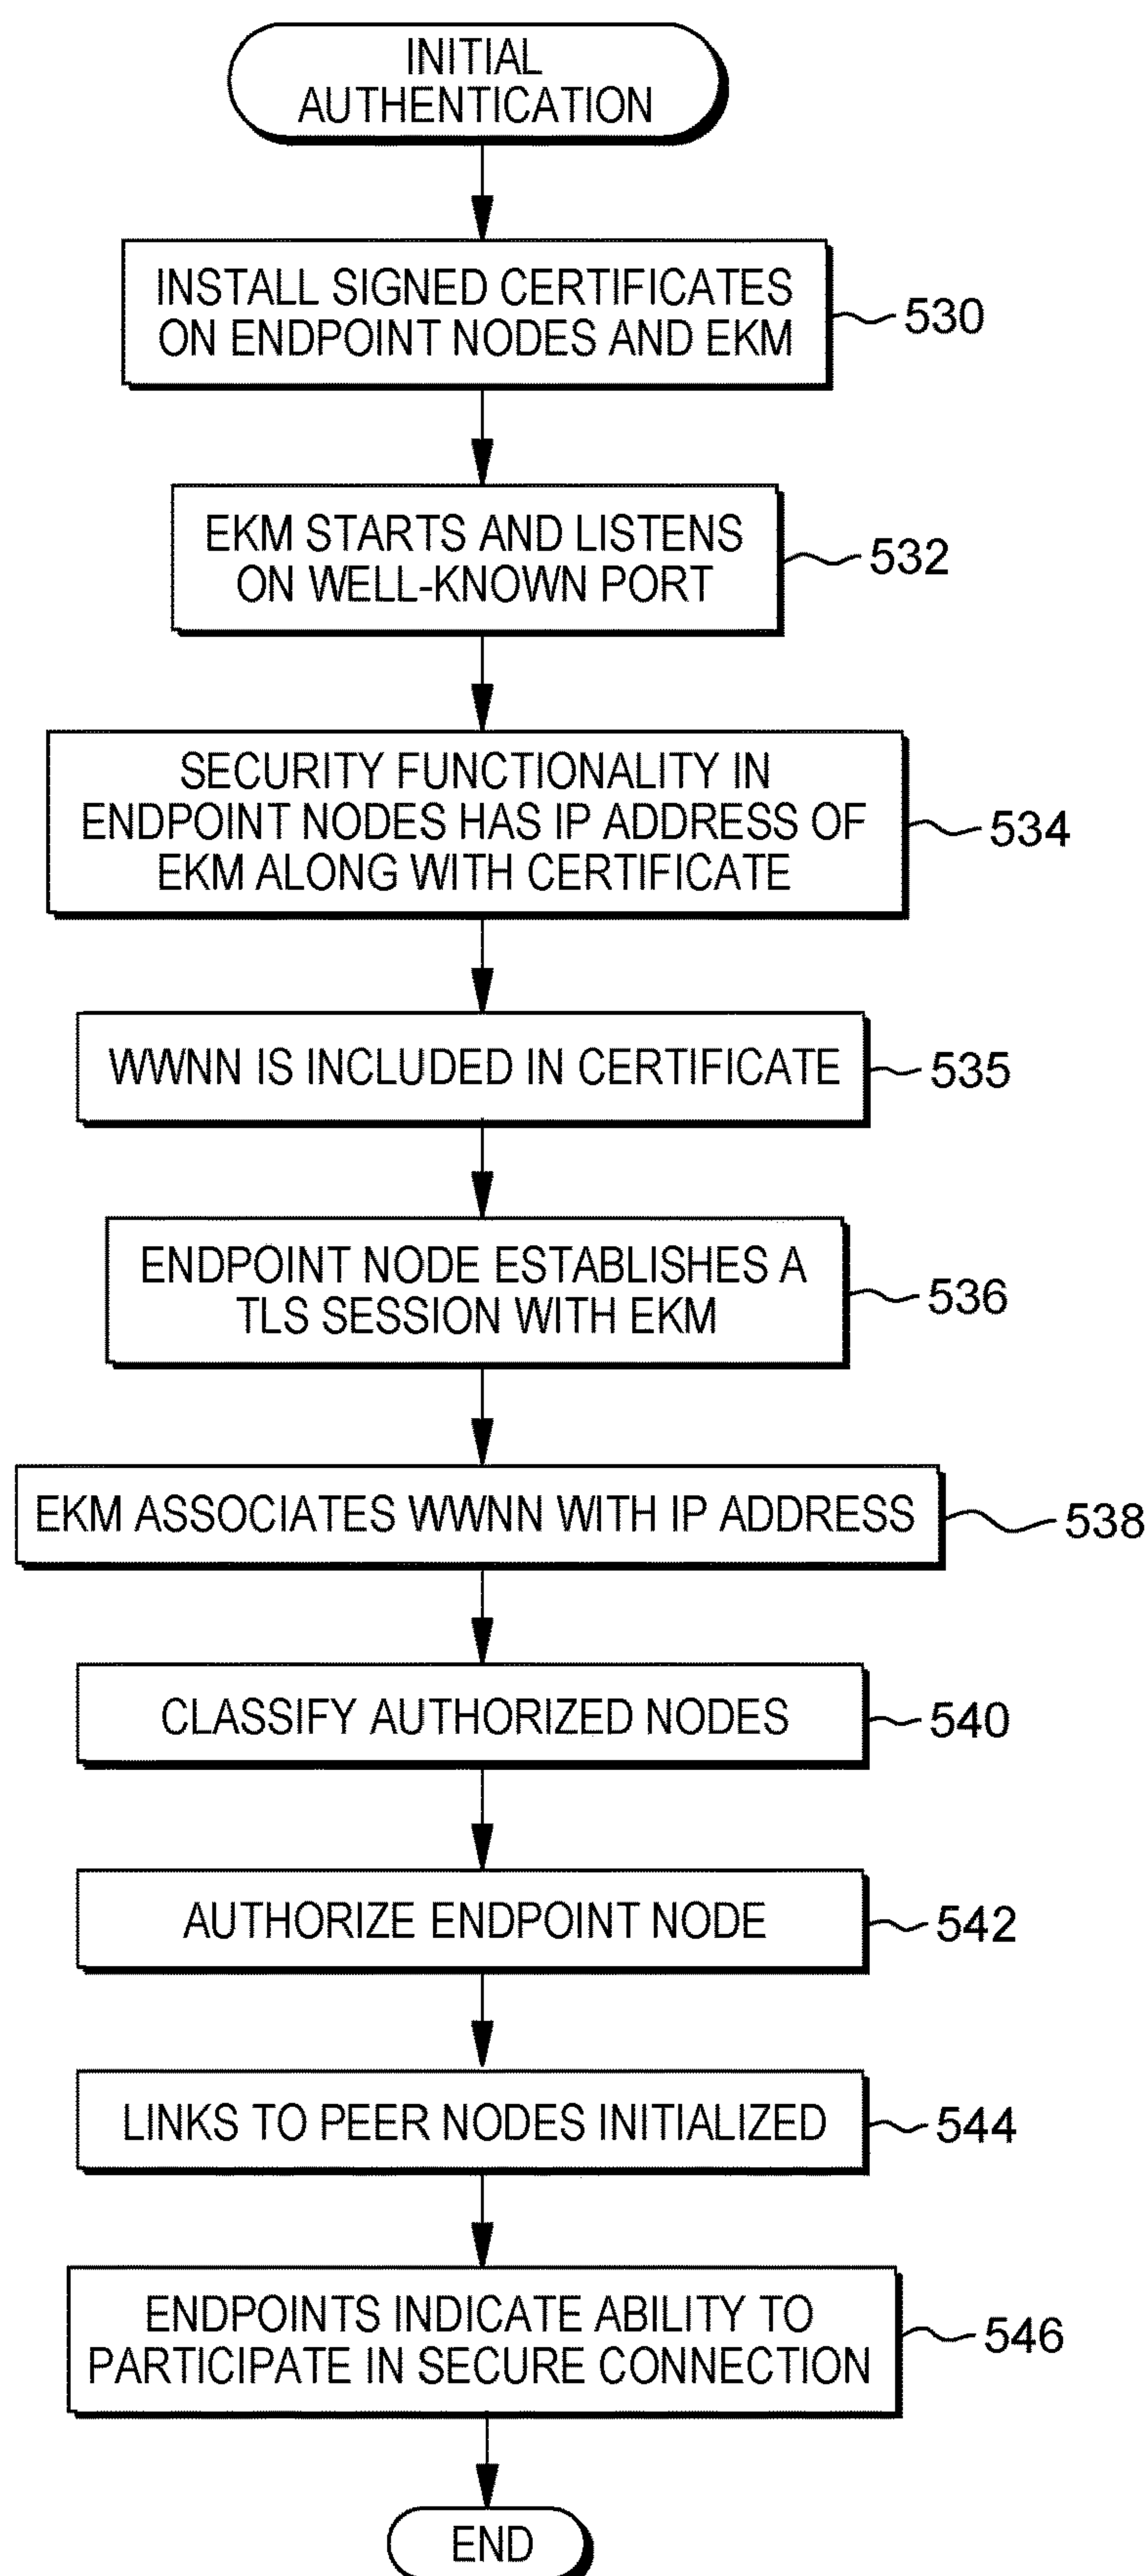 INITIAL
AUTHENTICATION
INSTALL SIGNED CERTIFICATES
ON ENDPOINT NODES AND EKM
530
EKM STARTS AND LISTENS
ON WELL-KNOWN PORT
532
SECURITY FUNCTIONALITY IN
ENDPOINT NODES HAS IP ADDRESS OF
EKM ALONG WITH CERTIFICATE
534
WWNN IS INCLUDED IN CERTIFICATE
535
ENDPOINT NODE ESTABLISHES A
TLS SESSION WITH EKM
536
EKM ASSOCIATES WWNN WITH IP ADDRESS
538
CLASSIFY AUTHORIZED NODES
540
AUTHORIZE ENDPOINT NODE
542
LINKS TO PEER NODES INITIALIZED
544
ENDPOINTS INDICATE ABILITY TO
PARTICIPATE IN SECURE CONNECTION
546
END